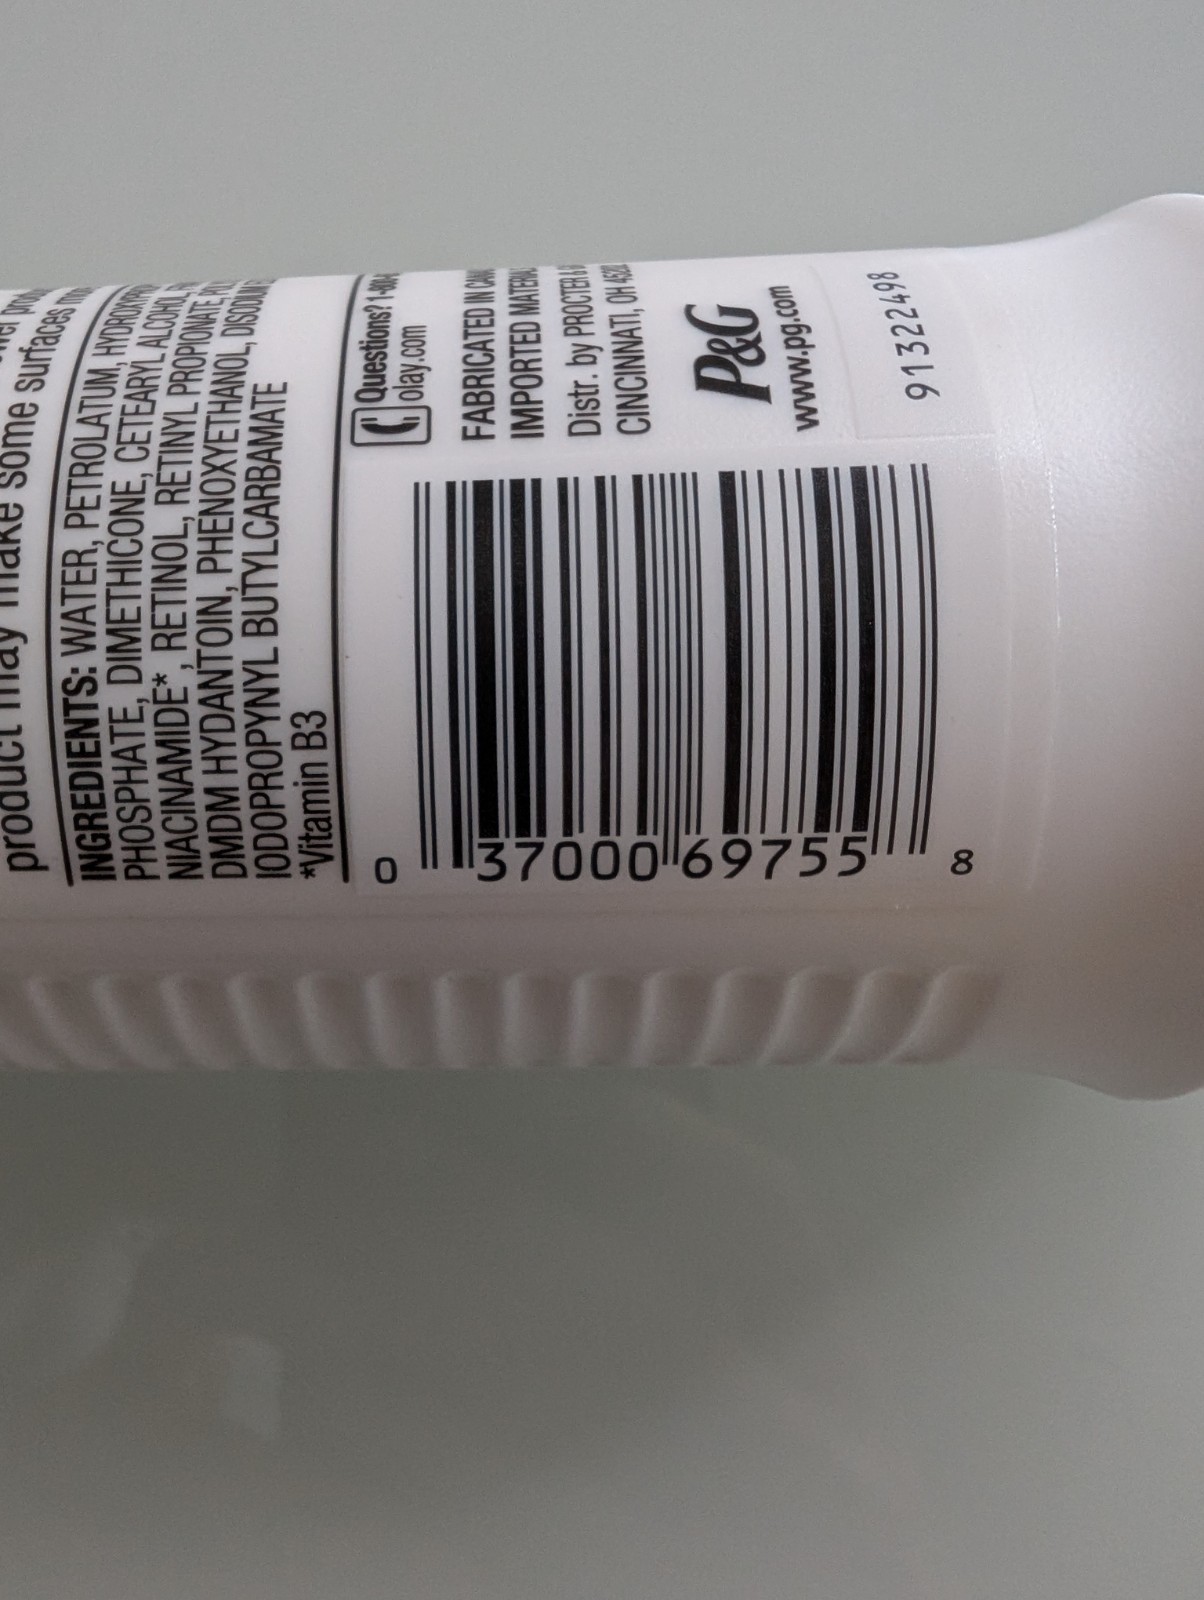 product may make some surfaces
INGREDIENTS: WATER, PETROLATUM,
PHOSPHATE, DIMETHICONE, CETEARYL ALCOHOL,
NIACINAMIDE*, RETINOL, RETINYL PROPIONATE,
DMDM HYDANTOIN, PHENOXYETHANOL, DISODIUM
IODOPROPYNYL BUTYLCARBAMATE
*Vitamin B3
Questions?
olay.com
FABRICATED IN
IMPORTED
Distr. by PROCTER &
CINCINNATI, OH
P&G
www.pg.com
91322498
0 37000 69755 8